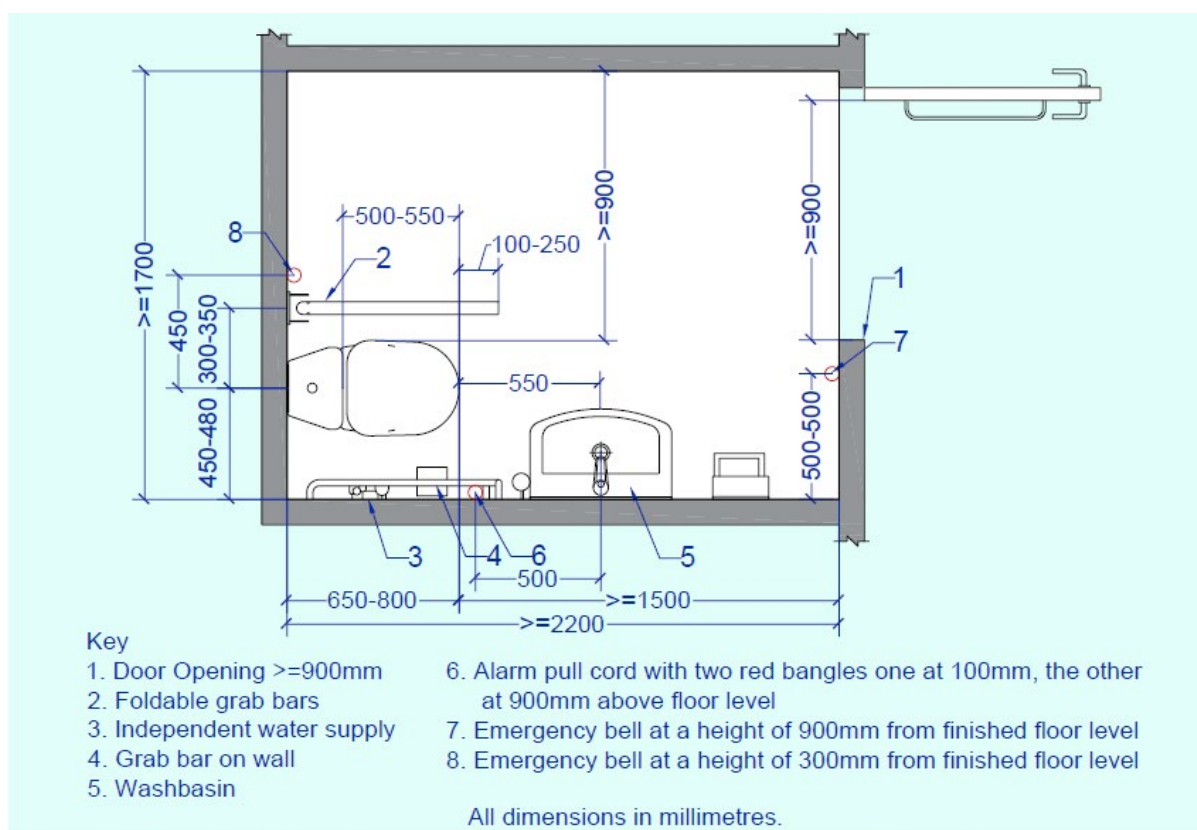 500-550
8
2
100-250
>=900
>=900
>=1700
450
300-350
1
7
550
450-480
500-500
3
4
6
5
500
650-800
>=1500
>=2200
Key
1. Door Opening >=900mm
2. Foldable grab bars
3. Independent water supply
4. Grab bar on wall
5. Washbasin
6. Alarm pull cord with two red bangles one at 100mm, the other
at 900mm above floor level
7. Emergency bell at a height of 900mm from finished floor level
8. Emergency bell at a height of 300mm from finished floor level
All dimensions in millimetres.